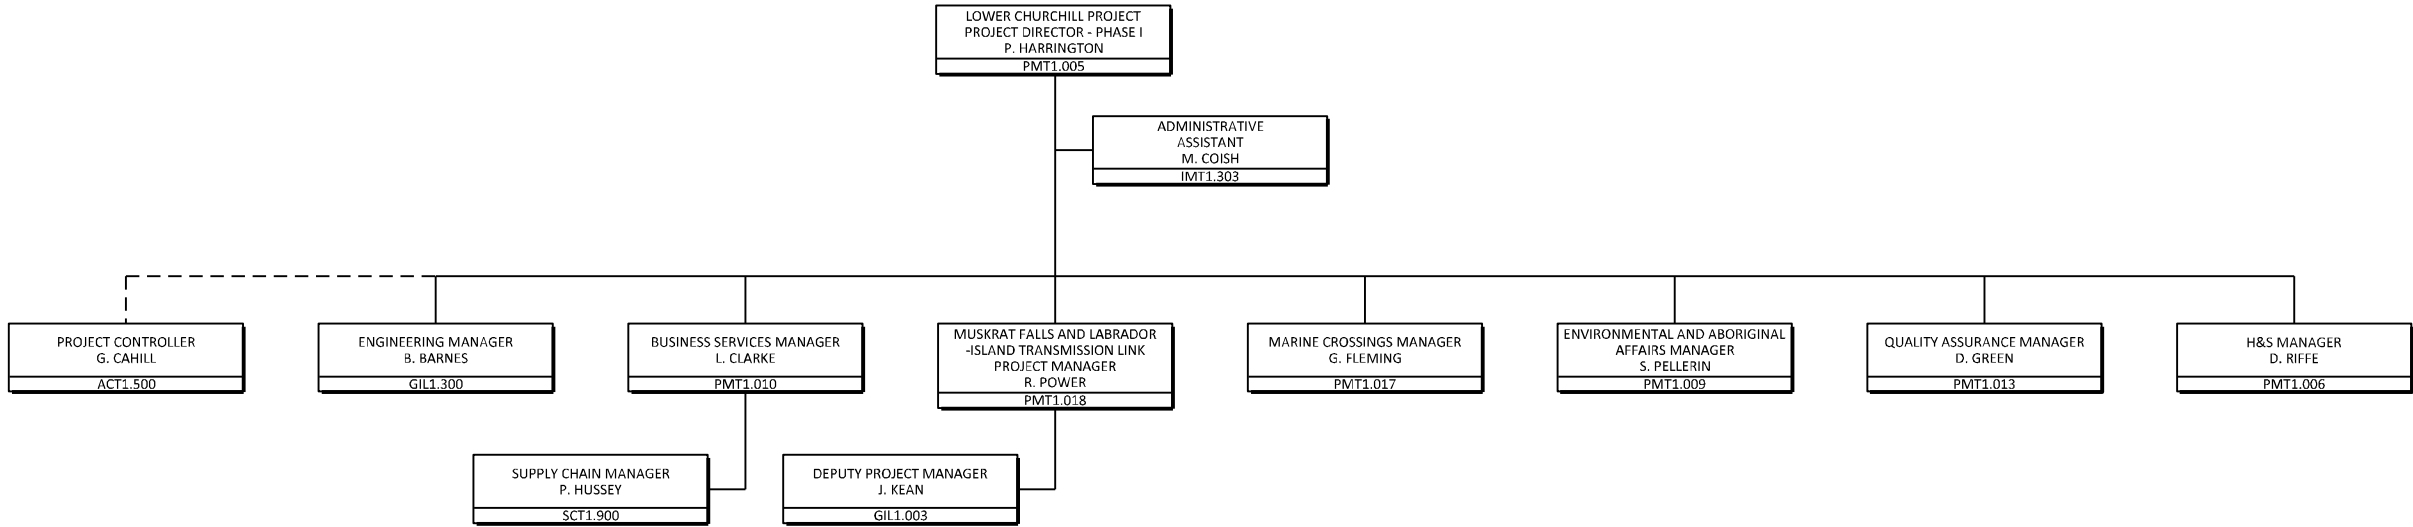 LOWER CHURCHILL PROJECT
PROJECT DIRECTOR - PHASE I
P. HARRINGTON
PMT1.005
ADMINISTRATIVE
ASSISTANT
M. COISH
IMT1.303
PROJECT CONTROLLER
G. CAHILL
ACT1.500
ENGINEERING MANAGER
B. BARNES
GIL1.300
BUSINESS SERVICES MANAGER
L. CLARKE
PMT1.010
MUSKRAT FALLS AND LABRADOR
-ISLAND TRANSMISSION LINK
PROJECT MANAGER
R. POWER
PMT1.018
MARINE CROSSINGS MANAGER
G. FLEMING
PMT1.017
ENVIRONMENTAL AND ABORIGINAL
AFFAIRS MANAGER
S. PELLERIN
PMT1.009
QUALITY ASSURANCE MANAGER
D. GREEN
PMT1.013
H&S MANAGER
D. RIFFE
PMT1.006
SUPPLY CHAIN MANAGER
P. HUSSEY
SCT1.900
DEPUTY PROJECT MANAGER
J. KEAN
GIL1.003